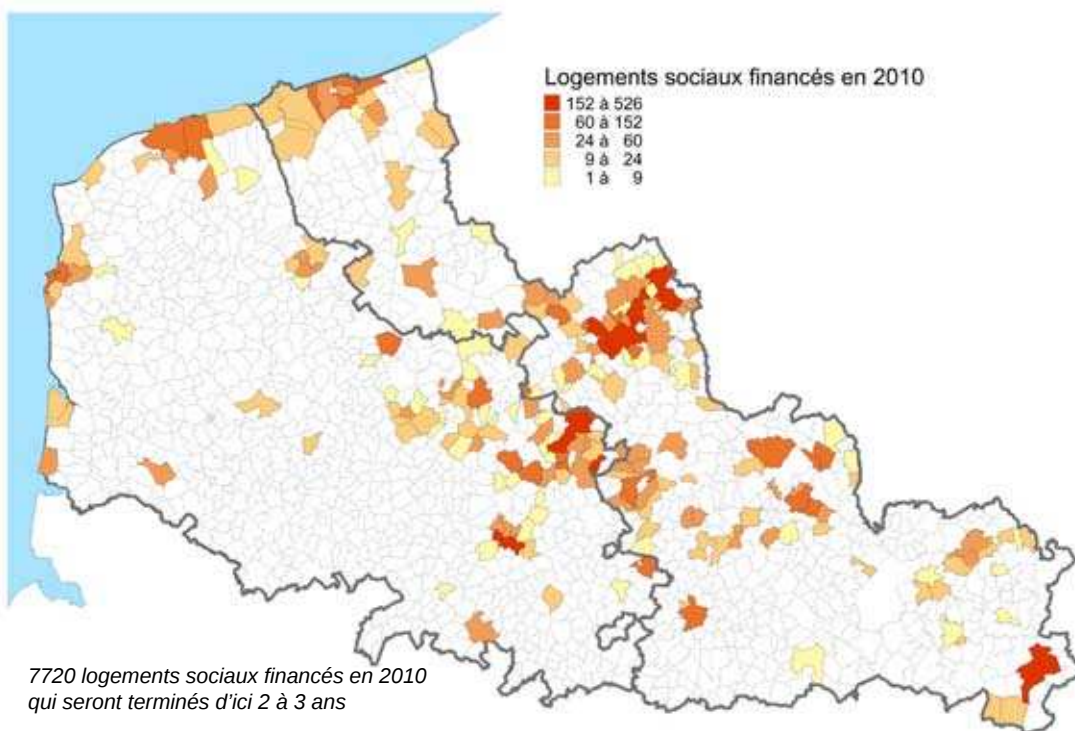 Logements sociaux financés en 2010
152 à 526
60 à 152
24 à 60
9 à 24
1 à 9
7720 logements sociaux financés en 2010
qui seront terminés d'ici 2 à 3 ans